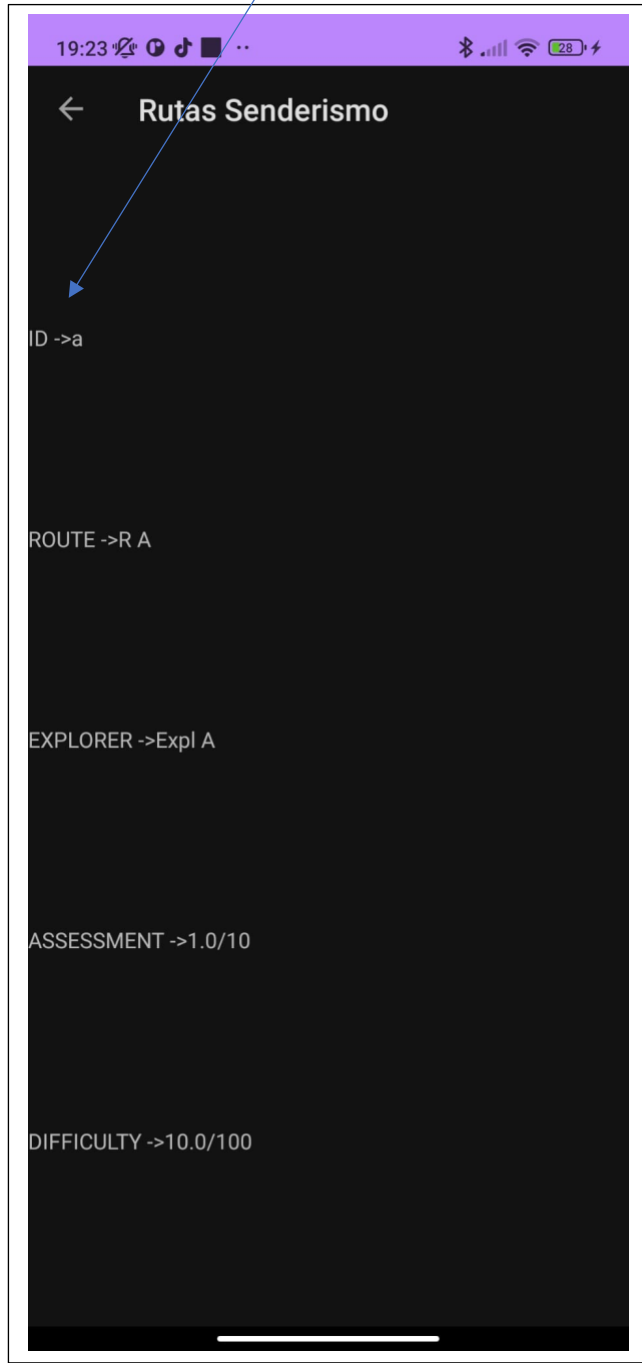 19:23
28
Rutas Senderismo
ID ->a
ROUTE ->R A
EXPLORER ->Expl A
ASSESSMENT ->1.0/10
DIFFICULTY ->10.0/100